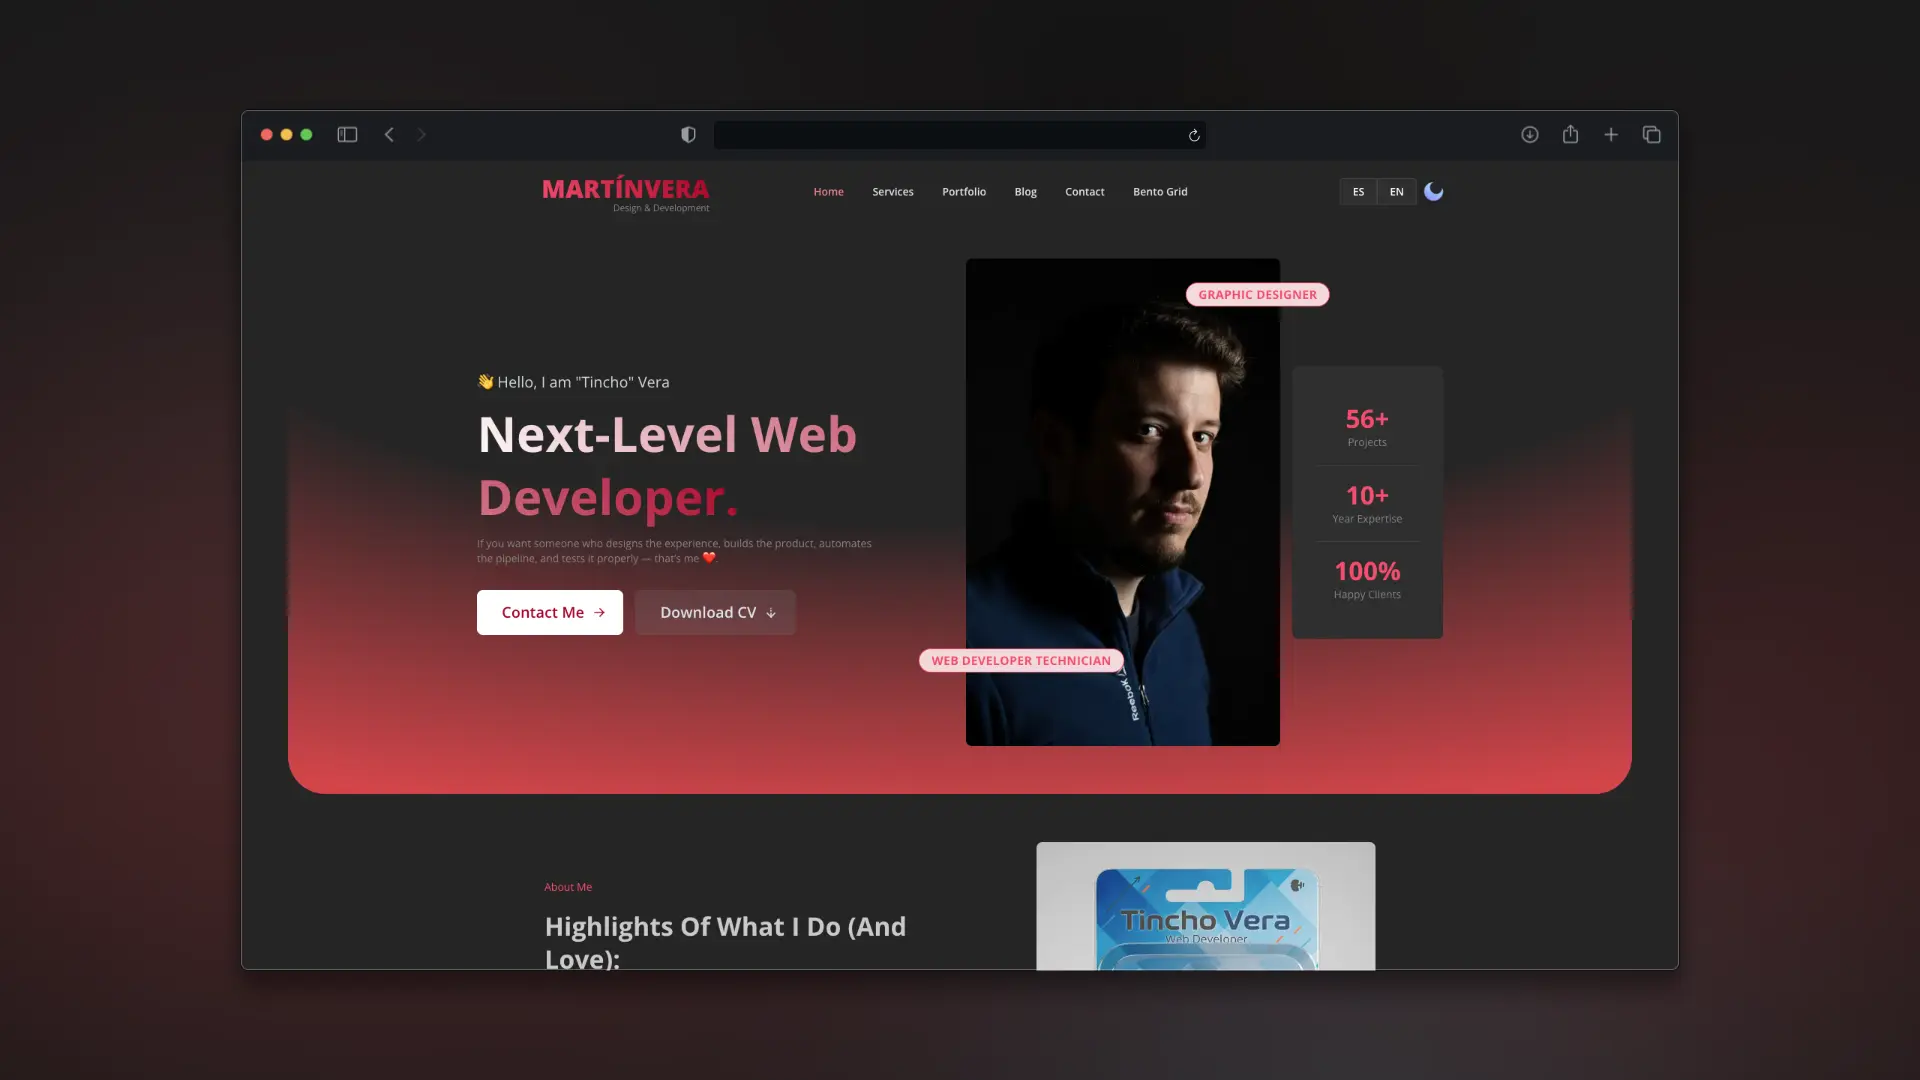 MARTÍNVERA
Design & Development
Home
Services
Portfolio
Blog
Contact
Bento Grid
ES
EN
👋 Hello, I am "Tincho" Vera
Next-Level Web
Developer.
If you want someone who designs the experience, builds the product, automates
the pipeline, and tests it properly — that's me ❤️.
Contact Me →
Download CV ↓
GRAPHIC DESIGNER
WEB DEVELOPER TECHNICIAN
Reebok
56+
Projects
10+
Year Expertise
100%
Happy Clients
About Me
Highlights Of What I Do (And
Love):
Tincho Vera
Web Developer